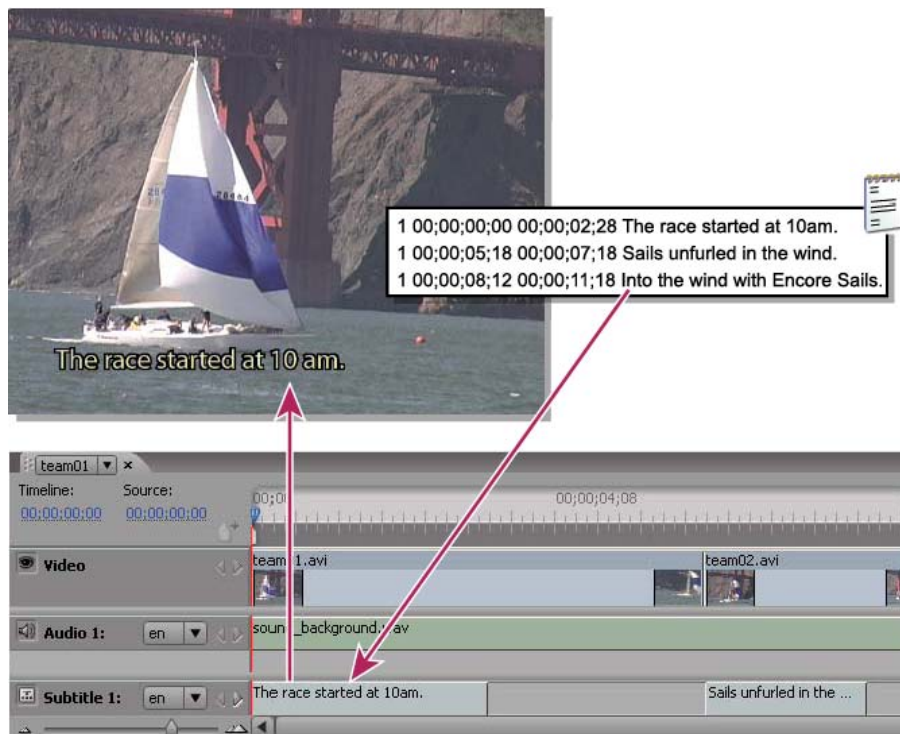 The race started at 10 am.
1 00;00;00;00 00;00;02;28 The race started at 10am.
1 00;00;05;18 00;00;07;18 Sails unfurled in the wind.
1 00;00;08;12 00;00;11;18 Into the wind with Encore Sails.
team01
Timeline: Source:
00;00;00;00 00;00;00;00
00;00;04;08
Video
team 1.avi team02.avi
Audio 1: en
Subtitle 1: en
The race started at 10am. Sails unfurled in the ...